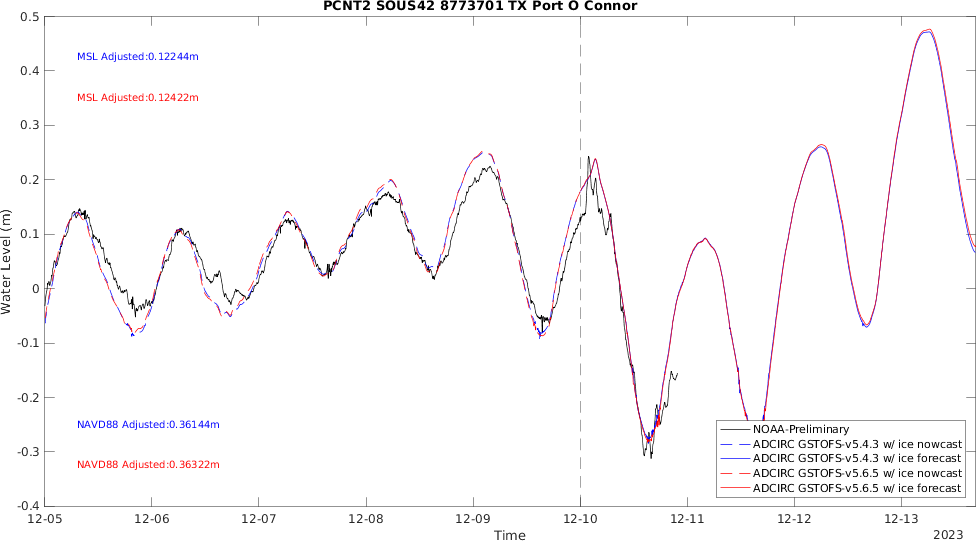 PCNT2 SOUS42 8773701 TX Port O Connor
0.5
0.4
0.3
0.2
0.1
0
-0.1
-0.2
-0.3
-0.4
Water Level (m)
MSL Adjusted:0.12244m
MSL Adjusted:0.12422m
NAVD88 Adjusted:0.36144m
NAVD88 Adjusted:0.36322m
NOAA-Preliminary
ADCIRC GSTOFS-v5.4.3 w/ ice nowcast
ADCIRC GSTOFS-v5.4.3 w/ ice forecast
ADCIRC GSTOFS-v5.6.5 w/ ice nowcast
ADCIRC GSTOFS-v5.6.5 w/ ice forecast
12-05 12-06 12-07 12-08 12-09 12-10 12-11 12-12 12-13
Time
2023